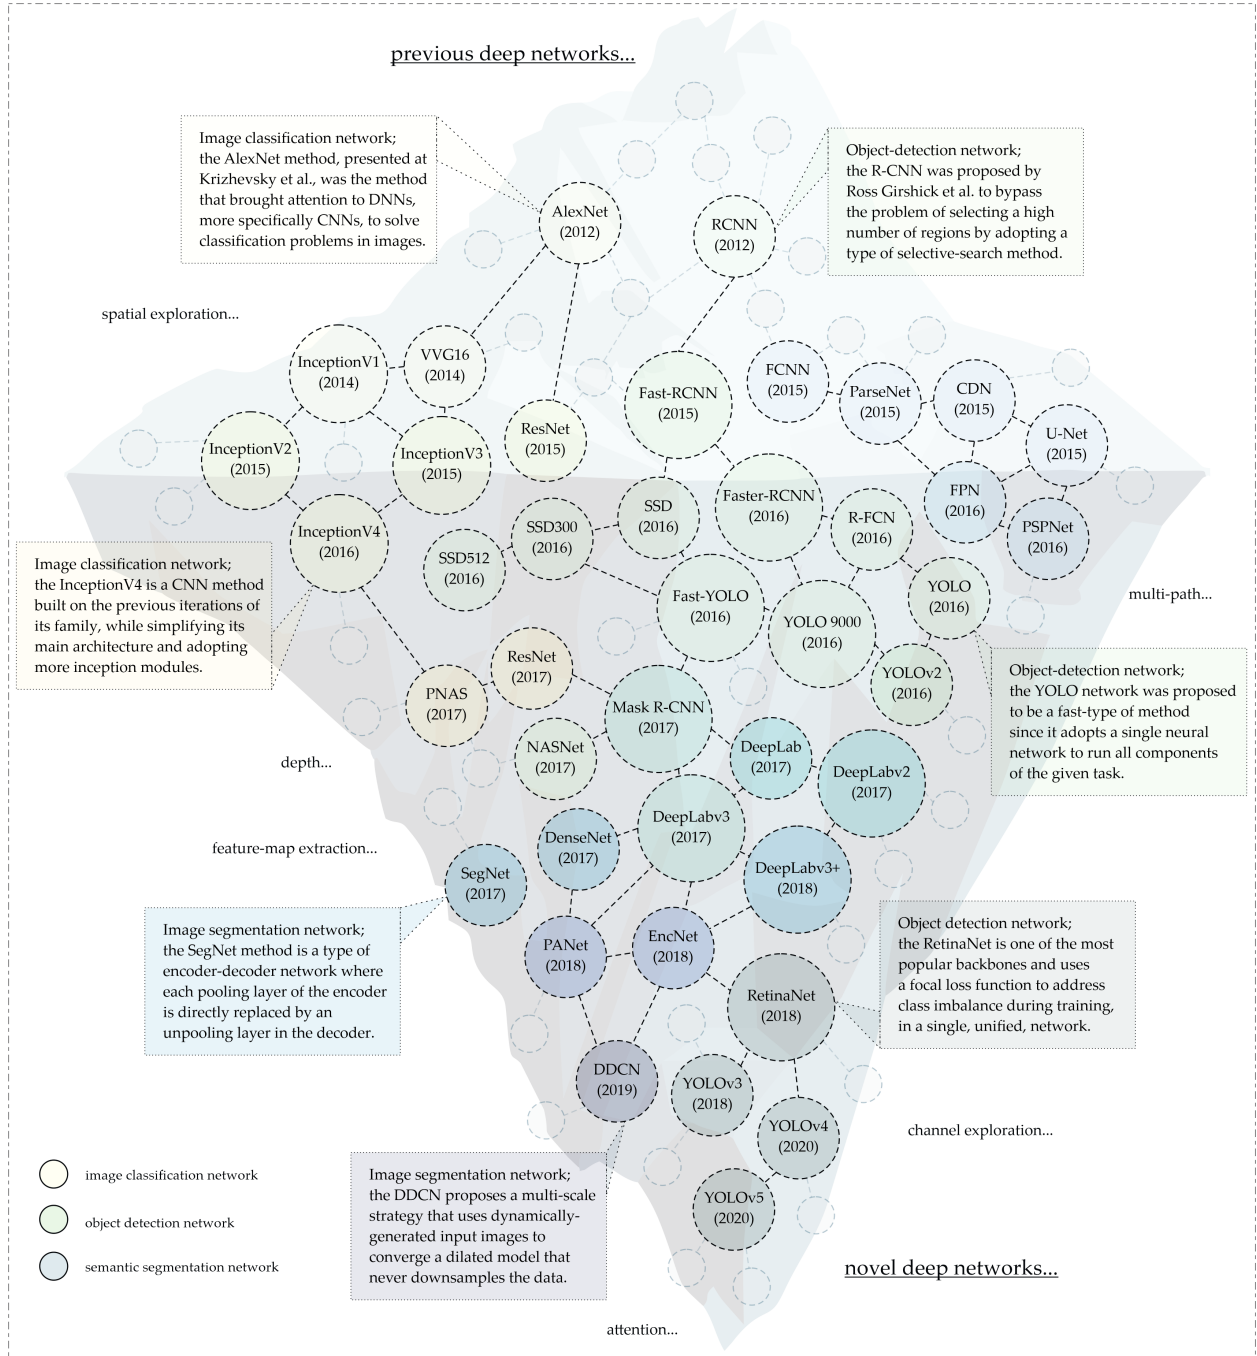 previous deep networks...
Image classification network;
the AlexNet method, presented at
Krizhevsky et al., was the method
that brought attention to DNNs,
more specifically CNNs, to solve
classification problems in images.
Object-detection network;
the R-CNN was proposed by
Ross Girshick et al. to bypass
the problem of selecting a high
number of regions by adopting a
type of selective-search method.
AlexNet
(2012)
RCNN
(2012)
spatial exploration...
InceptionV1
(2014)
VVG16
(2014)
Fast-RCNN
(2015)
FCNN
(2015)
ParseNet
(2015)
CDN
(2015)
U-Net
(2015)
InceptionV2
(2015)
InceptionV3
(2015)
ResNet
(2015)
InceptionV4
(2016)
SSD512
(2016)
SSD300
(2016)
SSD
(2016)
Faster-RCNN
(2016)
R-FCN
(2016)
FPN
(2016)
PSPNet
(2016)
Image classification network;
the InceptionV4 is a CNN method
built on the previous iterations of
its family, while simplifying its
main architecture and adopting
more inception modules.
Fast-YOLO
(2016)
YOLO 9000
(2016)
YOLO
(2016)
multi-path...
YOLOv2
(2016)
Object-detection network;
the YOLO network was proposed
to be a fast-type of method
since it adopts a single neural
network to run all components
of the given task.
PNAS
(2017)
ResNet
(2017)
Mask R-CNN
(2017)
NASNet
(2017)
DeepLab
(2017)
DeepLabv2
(2017)
depth...
DeepLabv3
(2017)
DenseNet
(2017)
feature-map extraction...
SegNet
(2017)
DeepLabv3+
(2018)
Image segmentation network;
the SegNet method is a type of
encoder-decoder network where
each pooling layer of the encoder
is directly replaced by an
unpooling layer in the decoder.
PANet
(2018)
EncNet
(2018)
RetinaNet
(2018)
Object detection network;
the RetinaNet is one of the most
popular backbones and uses
a focal loss function to address
class imbalance during training,
in a single, unified, network.
DDCN
(2019)
YOLOv3
(2018)
YOLOv4
(2020)
channel exploration...
YOLOv5
(2020)
Image segmentation network;
the DDCN proposes a multi-scale
strategy that uses dynamically-
generated input images to
converge a dilated model that
never downsamples the data.
image classification network
object detection network
semantic segmentation network
novel deep networks...
attention...